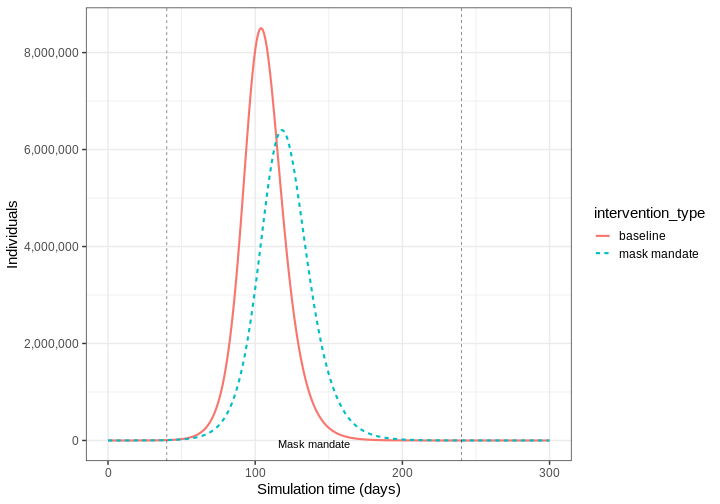 8,000,000
6,000,000
4,000,000
2,000,000
0
Individuals
Mask mandate
0
100
200
300
Simulation time (days)
intervention_type
baseline
mask mandate